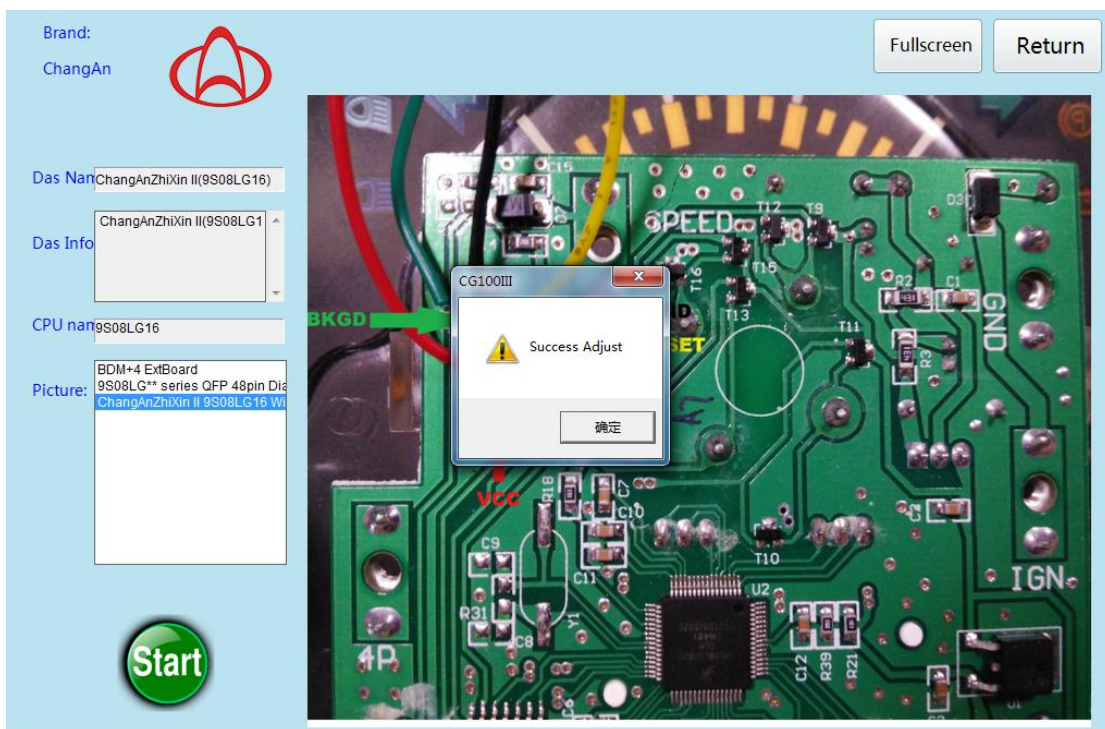 Brand:
ChangAn
Fullscreen
Return
Das Nam
ChangAnZhiXin II(9S08LG16)
Das Info
ChangAnZhiXin II(9S08LG1
CPU nam
9S08LG16
Picture:
BDM+4 ExtBoard
9S08LG** series QFP 48pin Dia
ChangAnZhiXin II 9S08LG16 Wi
Start
CG100III
Success Adjust
确定
C15
SPEED
T12
T9
D3
T16
T15
T13
R2
C1
GND
BKGD
D
SET
T11
R3
A7
VCC
R18
C7
C10
C2
C9
C11
T10
IGN
U2
R31
C8
Y1
4P
C12
R39
R21
C6
U1